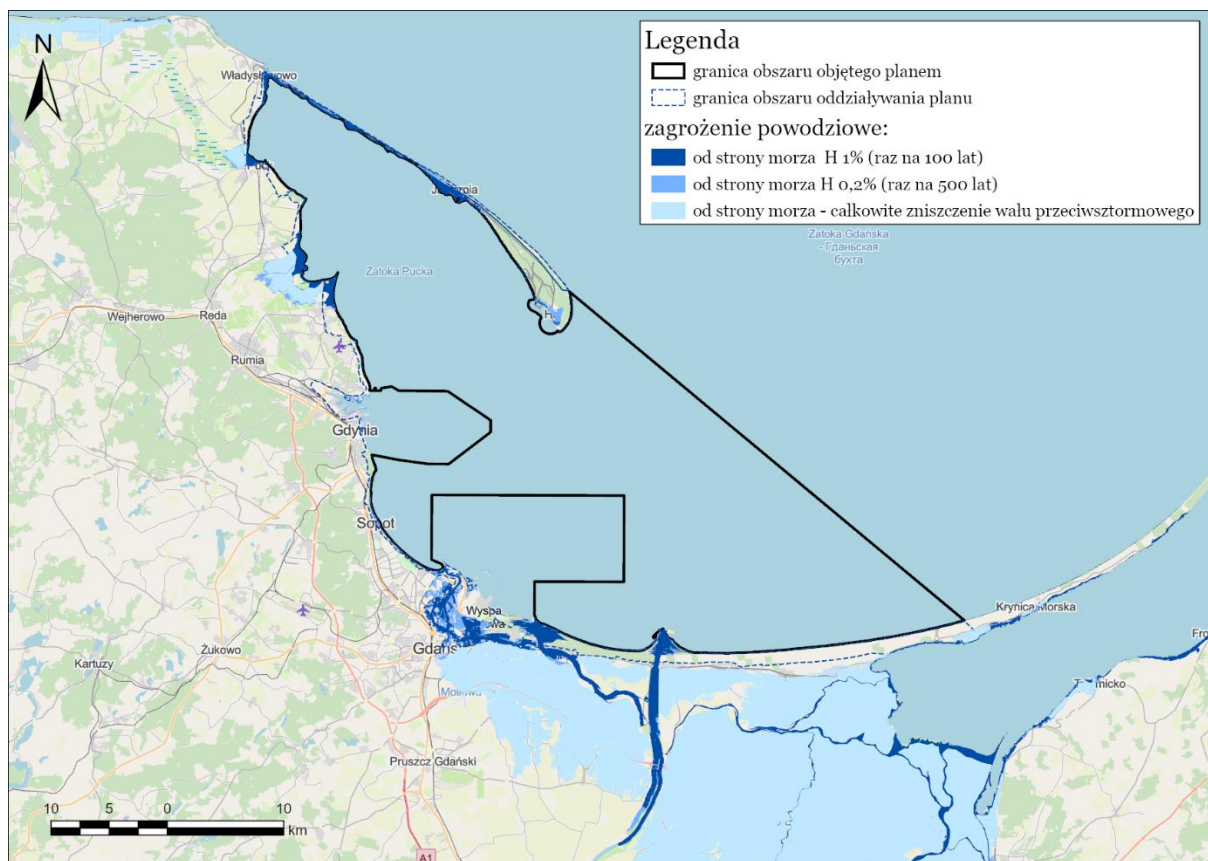 N
Legenda
granica obszaru objętego planem
granica obszaru oddziaływania planu
zagrożenie powodziowe:
od strony morza H 1% (raz na 100 lat)
od strony morza H 0,2% (raz na 500 lat)
od strony morza - całkowite zniszczenie wału przeciwsztormowego
Zatoka Gdańska
- Гданьская
бухта
Zatoka Pucka
Wejherowo
Reda
Rumia
Gdynia
Sopot
Wyspa
Krynica Morska
Żukowo
Kartuzy
Pruszcz Gdański
A1
10 5 0 10
km